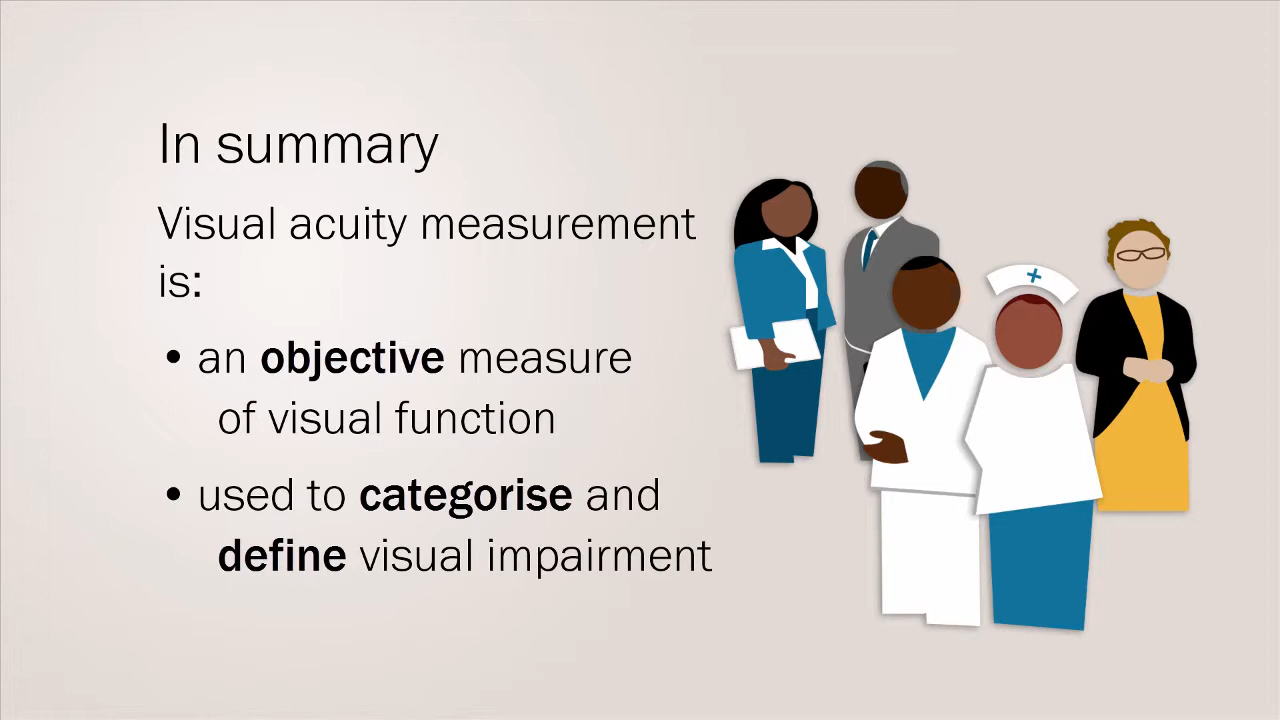 In summary
Visual acuity measurement
is:
• an objective measure
of visual function
• used to categorise and
define visual impairment